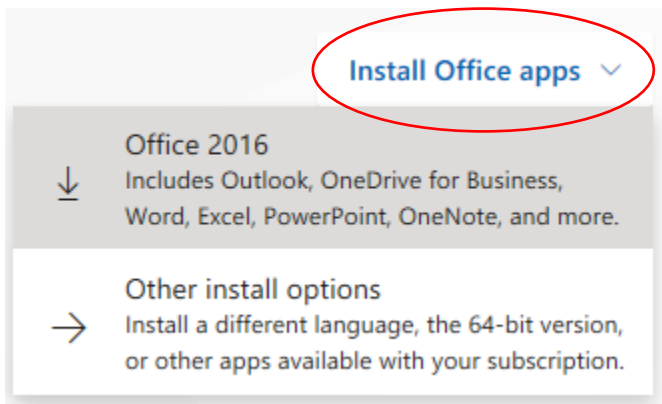 Install Office apps
Office 2016
Includes Outlook, OneDrive for Business,
Word, Excel, PowerPoint, OneNote, and more.
Other install options
Install a different language, the 64-bit version,
or other apps available with your subscription.